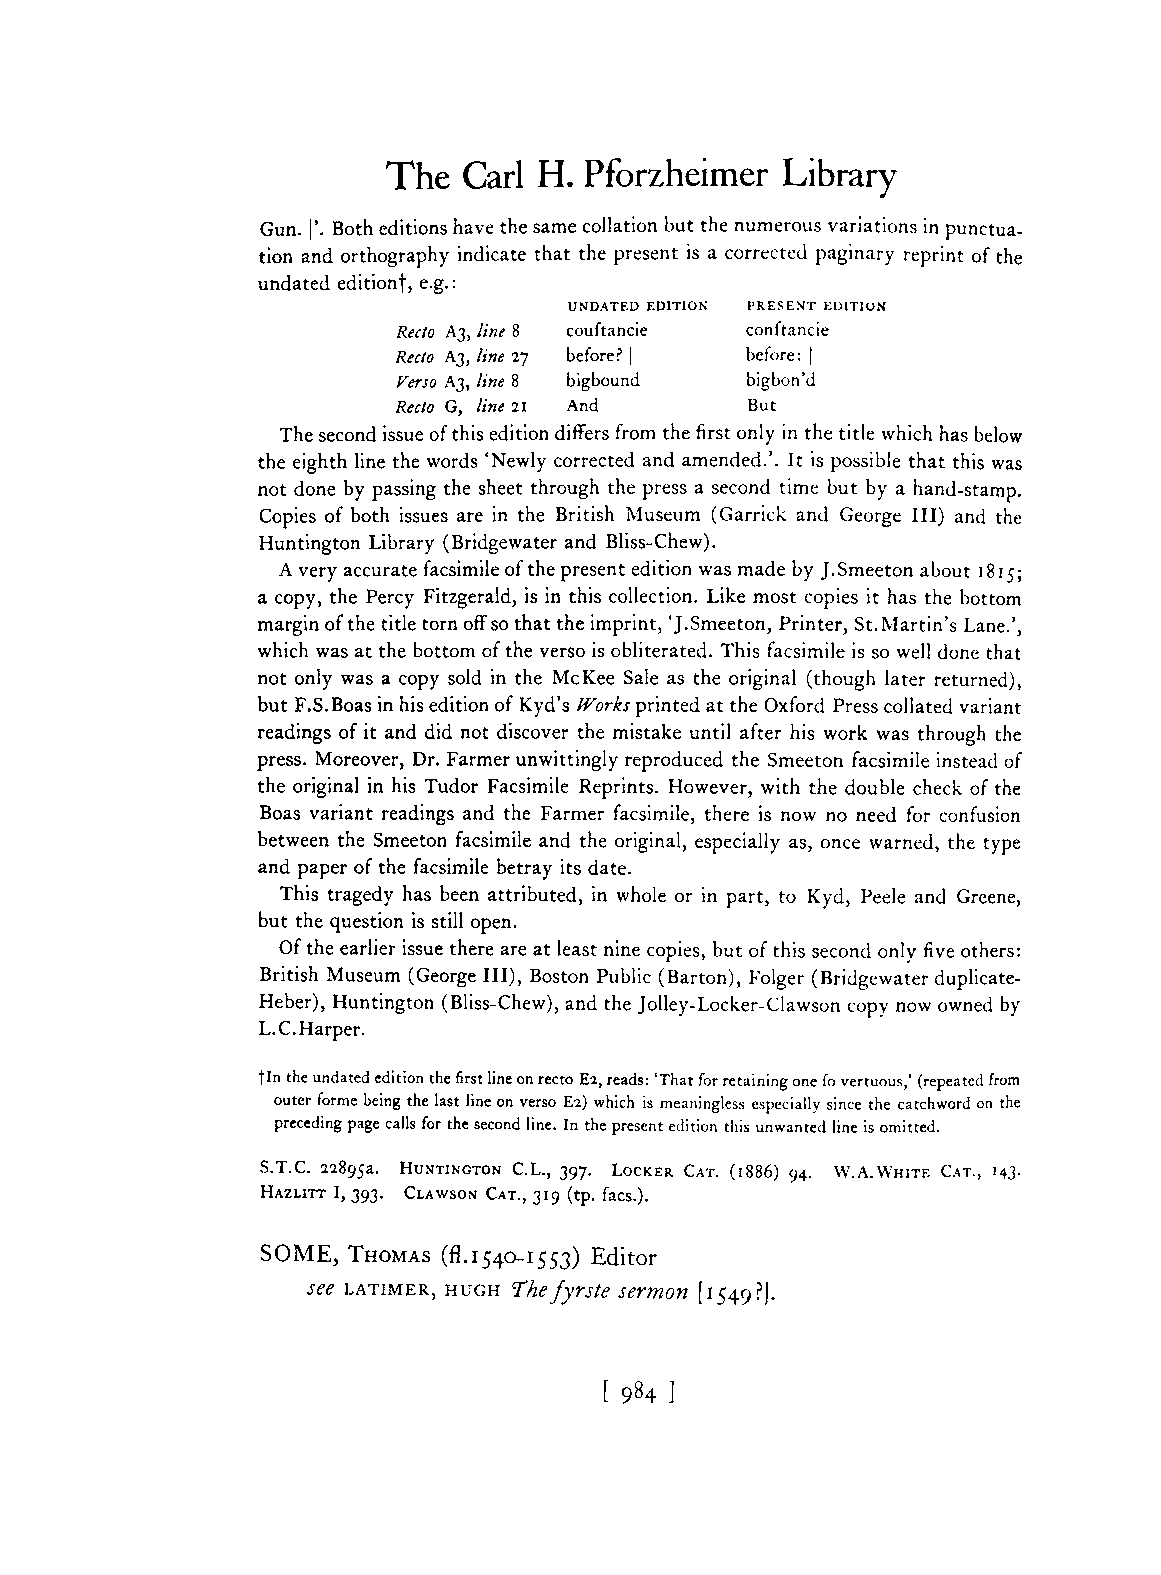 The Carl H. Pforzheimer Library
Gun. |'. Both editions have the same collation but the numerous variations in punctua-
tion and orthography indicate that the present is a corrected paginary reprint of the
undated edition†, e.g.:
UNDATED EDITION PRESENT EDITION
Recto A3, line 8 couſtancie conſtancie
Recto A3, line 27 before? | before: |
Verso A3, line 8 bigbound bigbon'd
Recto G, line 21 And But
The second issue of this edition differs from the first only in the title which has below
the eighth line the words 'Newly corrected and amended.'. It is possible that this was
not done by passing the sheet through the press a second time but by a hand-stamp.
Copies of both issues are in the British Museum (Garrick and George III) and the
Huntington Library (Bridgewater and Bliss-Chew).
A very accurate facsimile of the present edition was made by J.Smeeton about 1815;
a copy, the Percy Fitzgerald, is in this collection. Like most copies it has the bottom
margin of the title torn off so that the imprint, 'J.Smeeton, Printer, St.Martin's Lane.',
which was at the bottom of the verso is obliterated. This facsimile is so well done that
not only was a copy sold in the McKee Sale as the original (though later returned),
but F.S.Boas in his edition of Kyd's Works printed at the Oxford Press collated variant
readings of it and did not discover the mistake until after his work was through the
press. Moreover, Dr. Farmer unwittingly reproduced the Smeeton facsimile instead of
the original in his Tudor Facsimile Reprints. However, with the double check of the
Boas variant readings and the Farmer facsimile, there is now no need for confusion
between the Smeeton facsimile and the original, especially as, once warned, the type
and paper of the facsimile betray its date.
This tragedy has been attributed, in whole or in part, to Kyd, Peele and Greene,
but the question is still open.
Of the earlier issue there are at least nine copies, but of this second only five others:
British Museum (George III), Boston Public (Barton), Folger (Bridgewater duplicate-
Heber), Huntington (Bliss-Chew), and the Jolley-Locker-Clawson copy now owned by
L.C.Harper.
†In the undated edition the first line on recto E2, reads: 'That for retaining one ſo vertuous,' (repeated from
outer forme being the last line on verso E2) which is meaningless especially since the catchword on the
preceding page calls for the second line. In the present edition this unwanted line is omitted.
S.T.C. 22895a. HUNTINGTON C.L., 397. LOCKER CAT. (1886) 94. W.A.WHITE CAT., 143.
HAZLITT I, 393. CLAWSON CAT., 319 (tp. facs.).
SOME, THOMAS (fl.1540-1553) Editor
see LATIMER, HUGH The fyrste sermon [1549?].
[ 984 ]